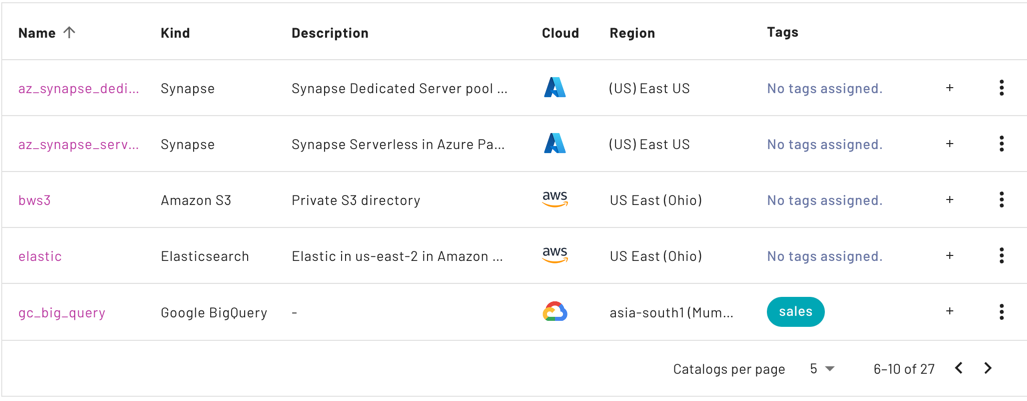 Name Kind Description Cloud Region Tags
az_synapse_dedi... Synapse Synapse Dedicated Server pool ... (US) East US No tags assigned. +
az_synapse_serv... Synapse Synapse Serverless in Azure Pa... (US) East US No tags assigned. +
bws3 Amazon S3 Private S3 directory aws US East (Ohio) No tags assigned. +
elastic Elasticsearch Elastic in us-east-2 in Amazon ... aws US East (Ohio) No tags assigned. +
gc_big_query Google BigQuery - asia-south1 (Mum... sales +
Catalogs per page 5 6–10 of 27